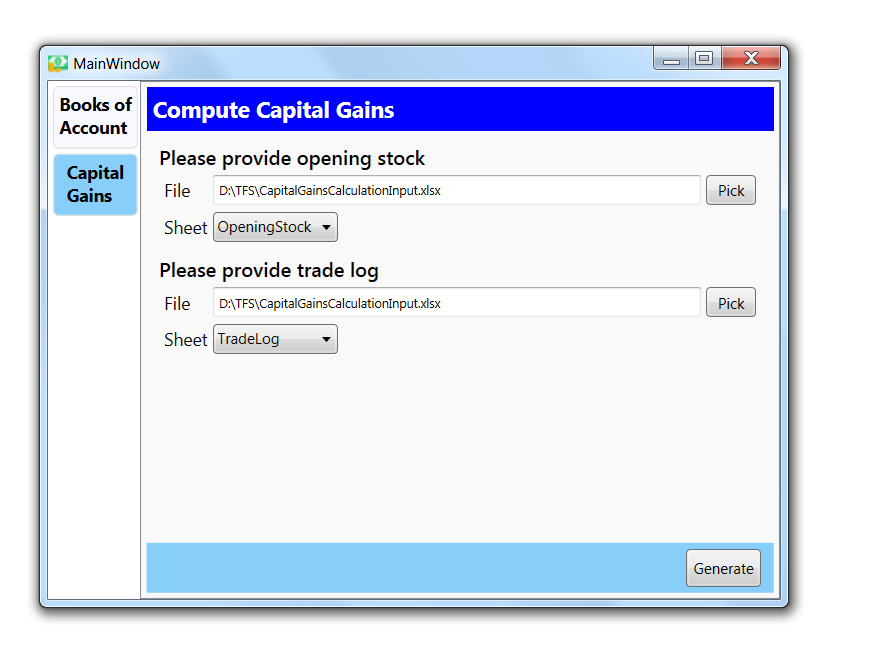 MainWindow
Books of
Account
Capital
Gains
Compute Capital Gains
Please provide opening stock
File D:\TFS\CapitalGainsCalculationInput.xlsx Pick
Sheet OpeningStock
Please provide trade log
File D:\TFS\CapitalGainsCalculationInput.xlsx Pick
Sheet TradeLog
Generate